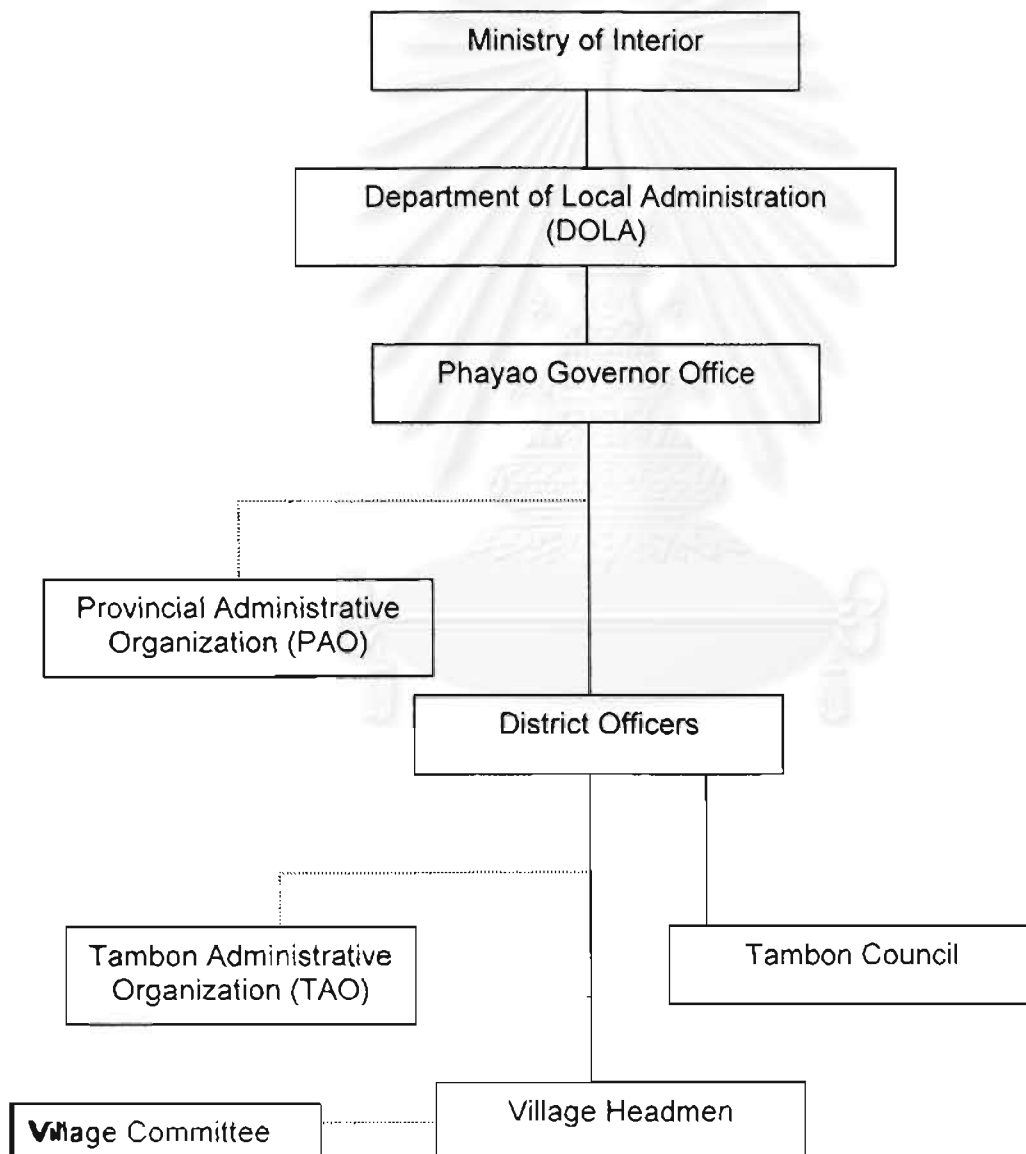 Ministry of Interior
Department of Local Administration
(DOLA)
Phayao Governor Office
Provincial Administrative
Organization (PAO)
District Officers
Tambon Administrative
Organization (TAO)
Tambon Council
Village Headmen
Village Committee